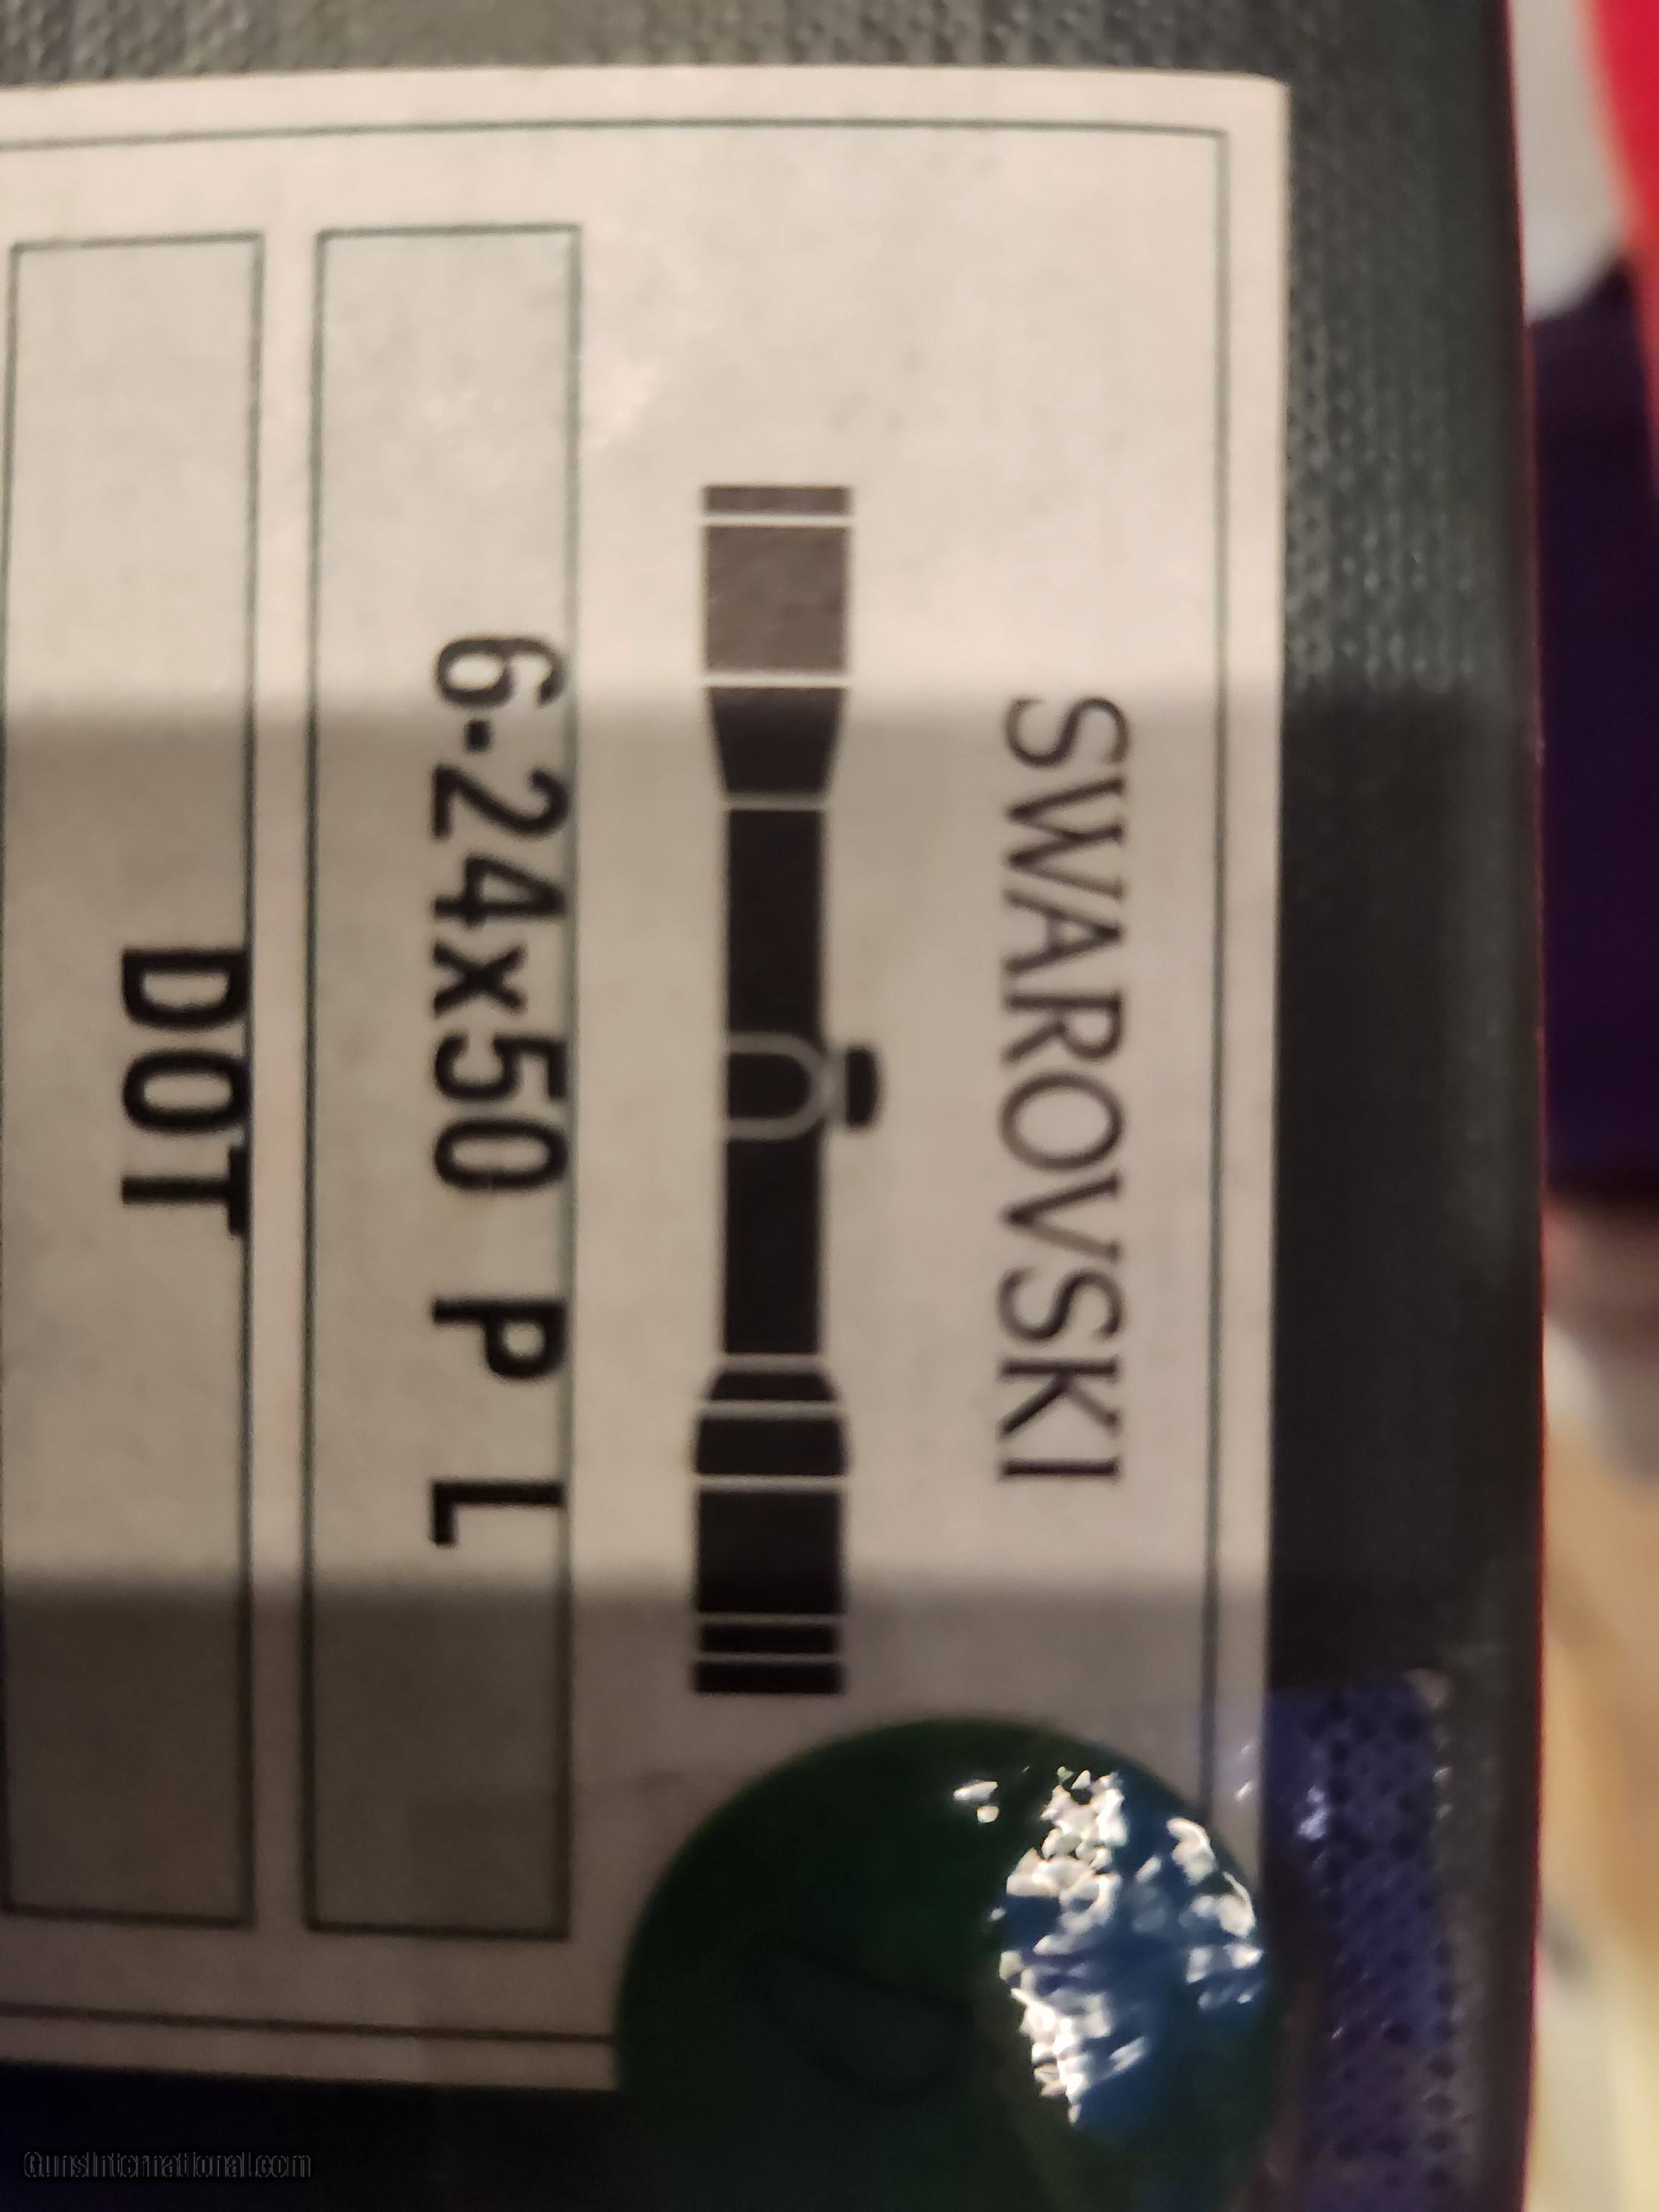 SWAROVSKI
6-24x50 P L
DOT
GunsInternational.com